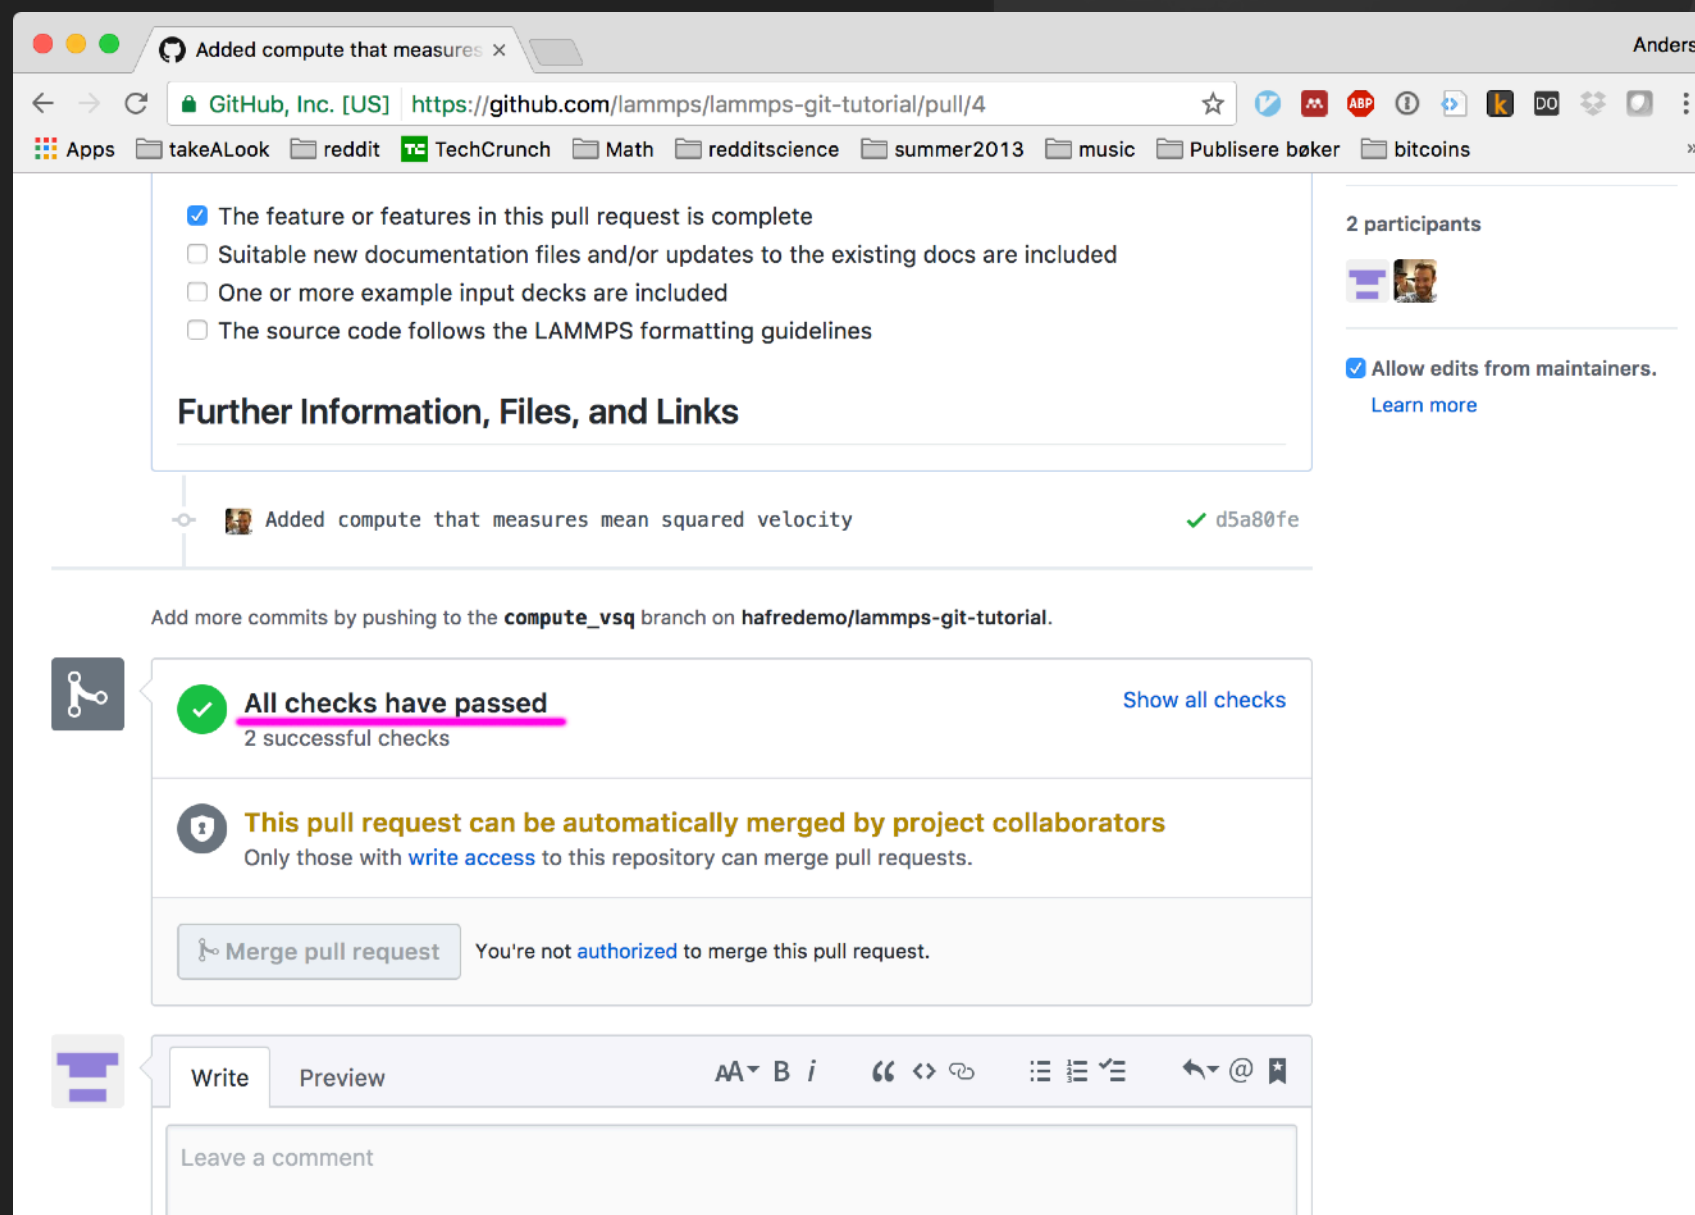 Added compute that measures
Anders
GitHub, Inc. [US]
https://github.com/lammps/lammps-git-tutorial/pull/4
ABP
k
DO
Apps
takeALook
reddit
TC
TechCrunch
Math
redditscience
summer2013
music
Publisere bøker
bitcoins
»
The feature or features in this pull request is complete
Suitable new documentation files and/or updates to the existing docs are included
One or more example input decks are included
The source code follows the LAMMPS formatting guidelines
Further Information, Files, and Links
2 participants
Allow edits from maintainers.
Learn more
Added compute that measures mean squared velocity
d5a80fe
Add more commits by pushing to the compute_vsq branch on hafredemo/lammps-git-tutorial.
All checks have passed
Show all checks
2 successful checks
This pull request can be automatically merged by project collaborators
Only those with write access to this repository can merge pull requests.
Merge pull request
You're not authorized to merge this pull request.
Write
Preview
AA B i “ <> @
Leave a comment